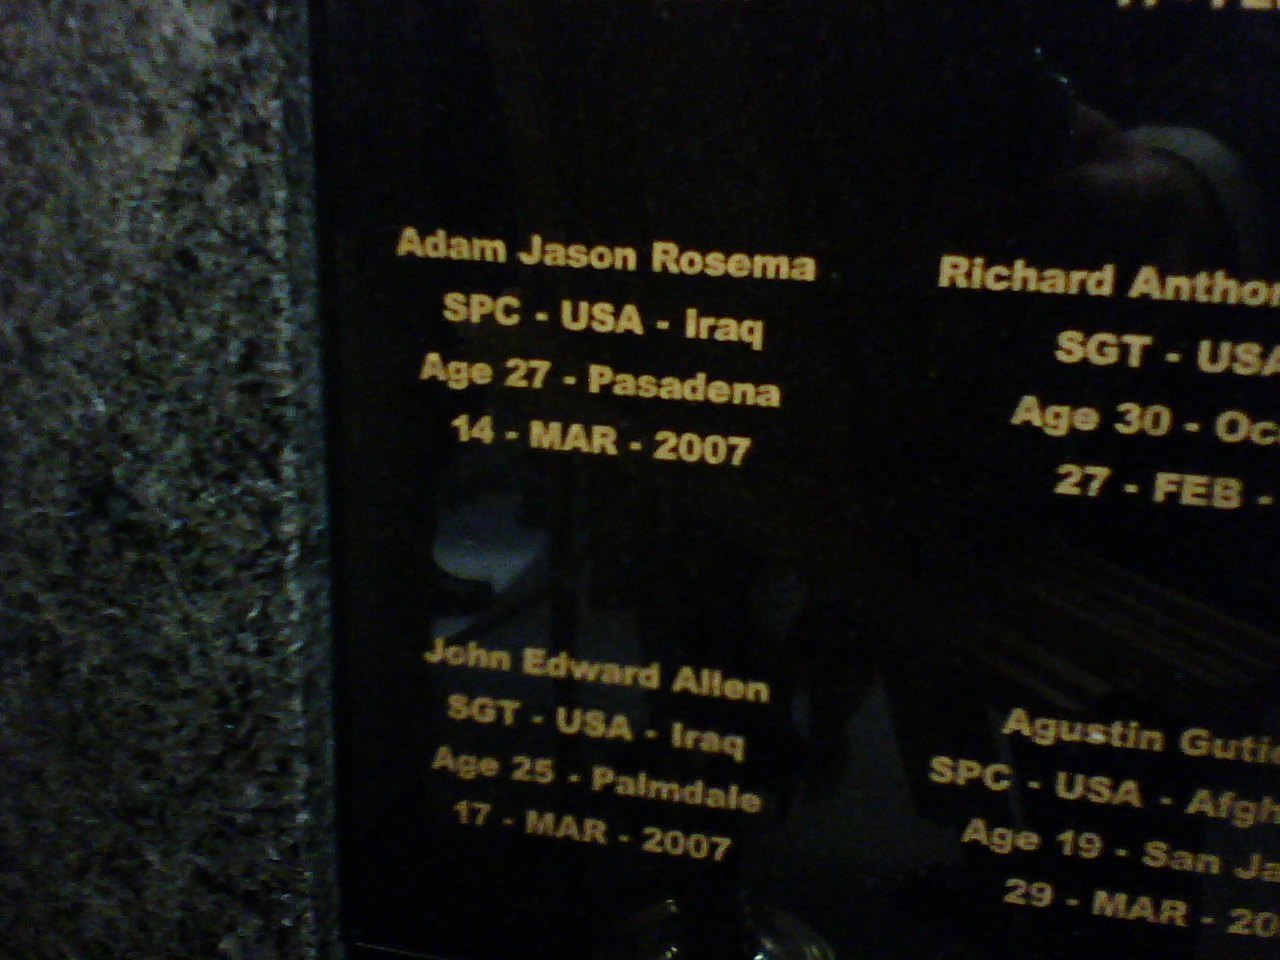 Adam Jason Rosema
SPC - USA - Iraq
Age 27 - Pasadena
14 - MAR - 2007
Richard
SGT - USA
Age 30 -
27 - FEB -
John Edward Allen
SGT - USA - Iraq
Age 25 - Palmdale
17 - MAR - 2007
Agustin
SPC - USA -
Age 19 - San
29 - MAR -